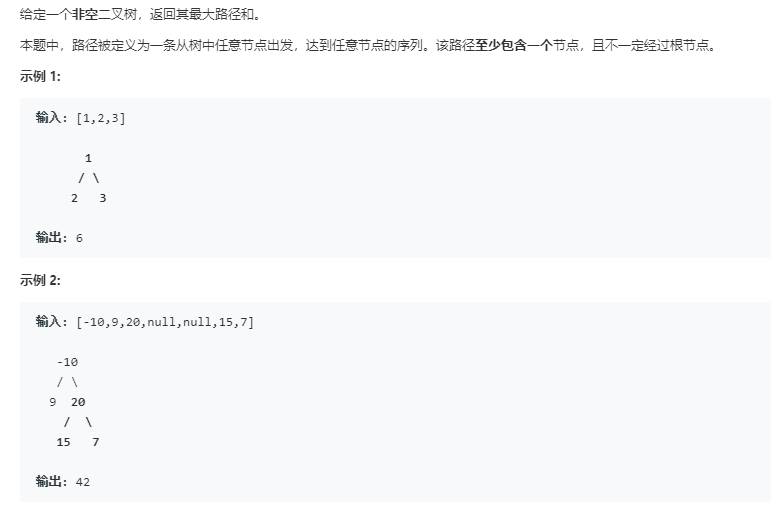 给定一个非空二叉树，返回其最大路径和。
本题中，路径被定义为一条从树中任意节点出发，达到任意节点的序列。该路径至少包含一个节点，且不一定经过根节点。
示例 1:
输入: [1,2,3]
1
/ \
2 3
输出: 6
示例 2:
输入: [-10,9,20,null,null,15,7]
-10
/ \
9 20
/ \
15 7
输出: 42